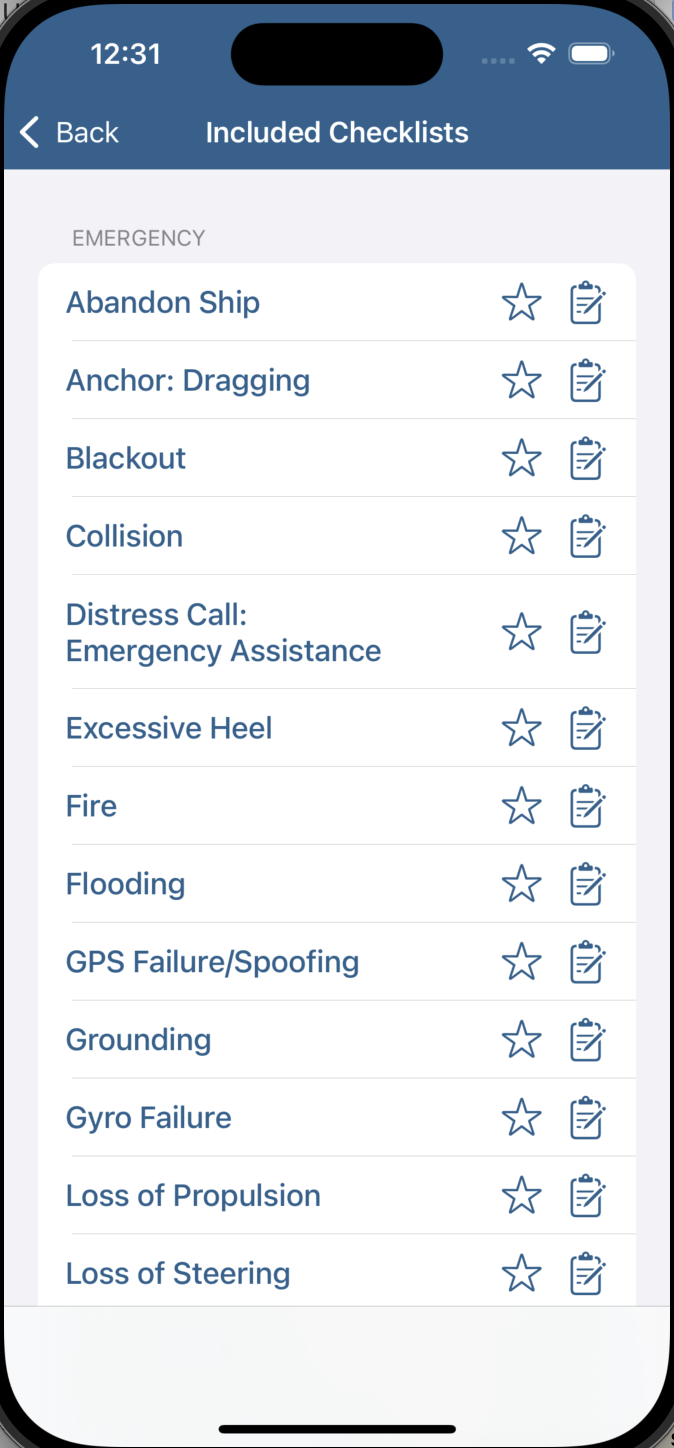 12:31
Back
Included Checklists
EMERGENCY
Abandon Ship
Anchor: Dragging
Blackout
Collision
Distress Call:
Emergency Assistance
Excessive Heel
Fire
Flooding
GPS Failure/Spoofing
Grounding
Gyro Failure
Loss of Propulsion
Loss of Steering